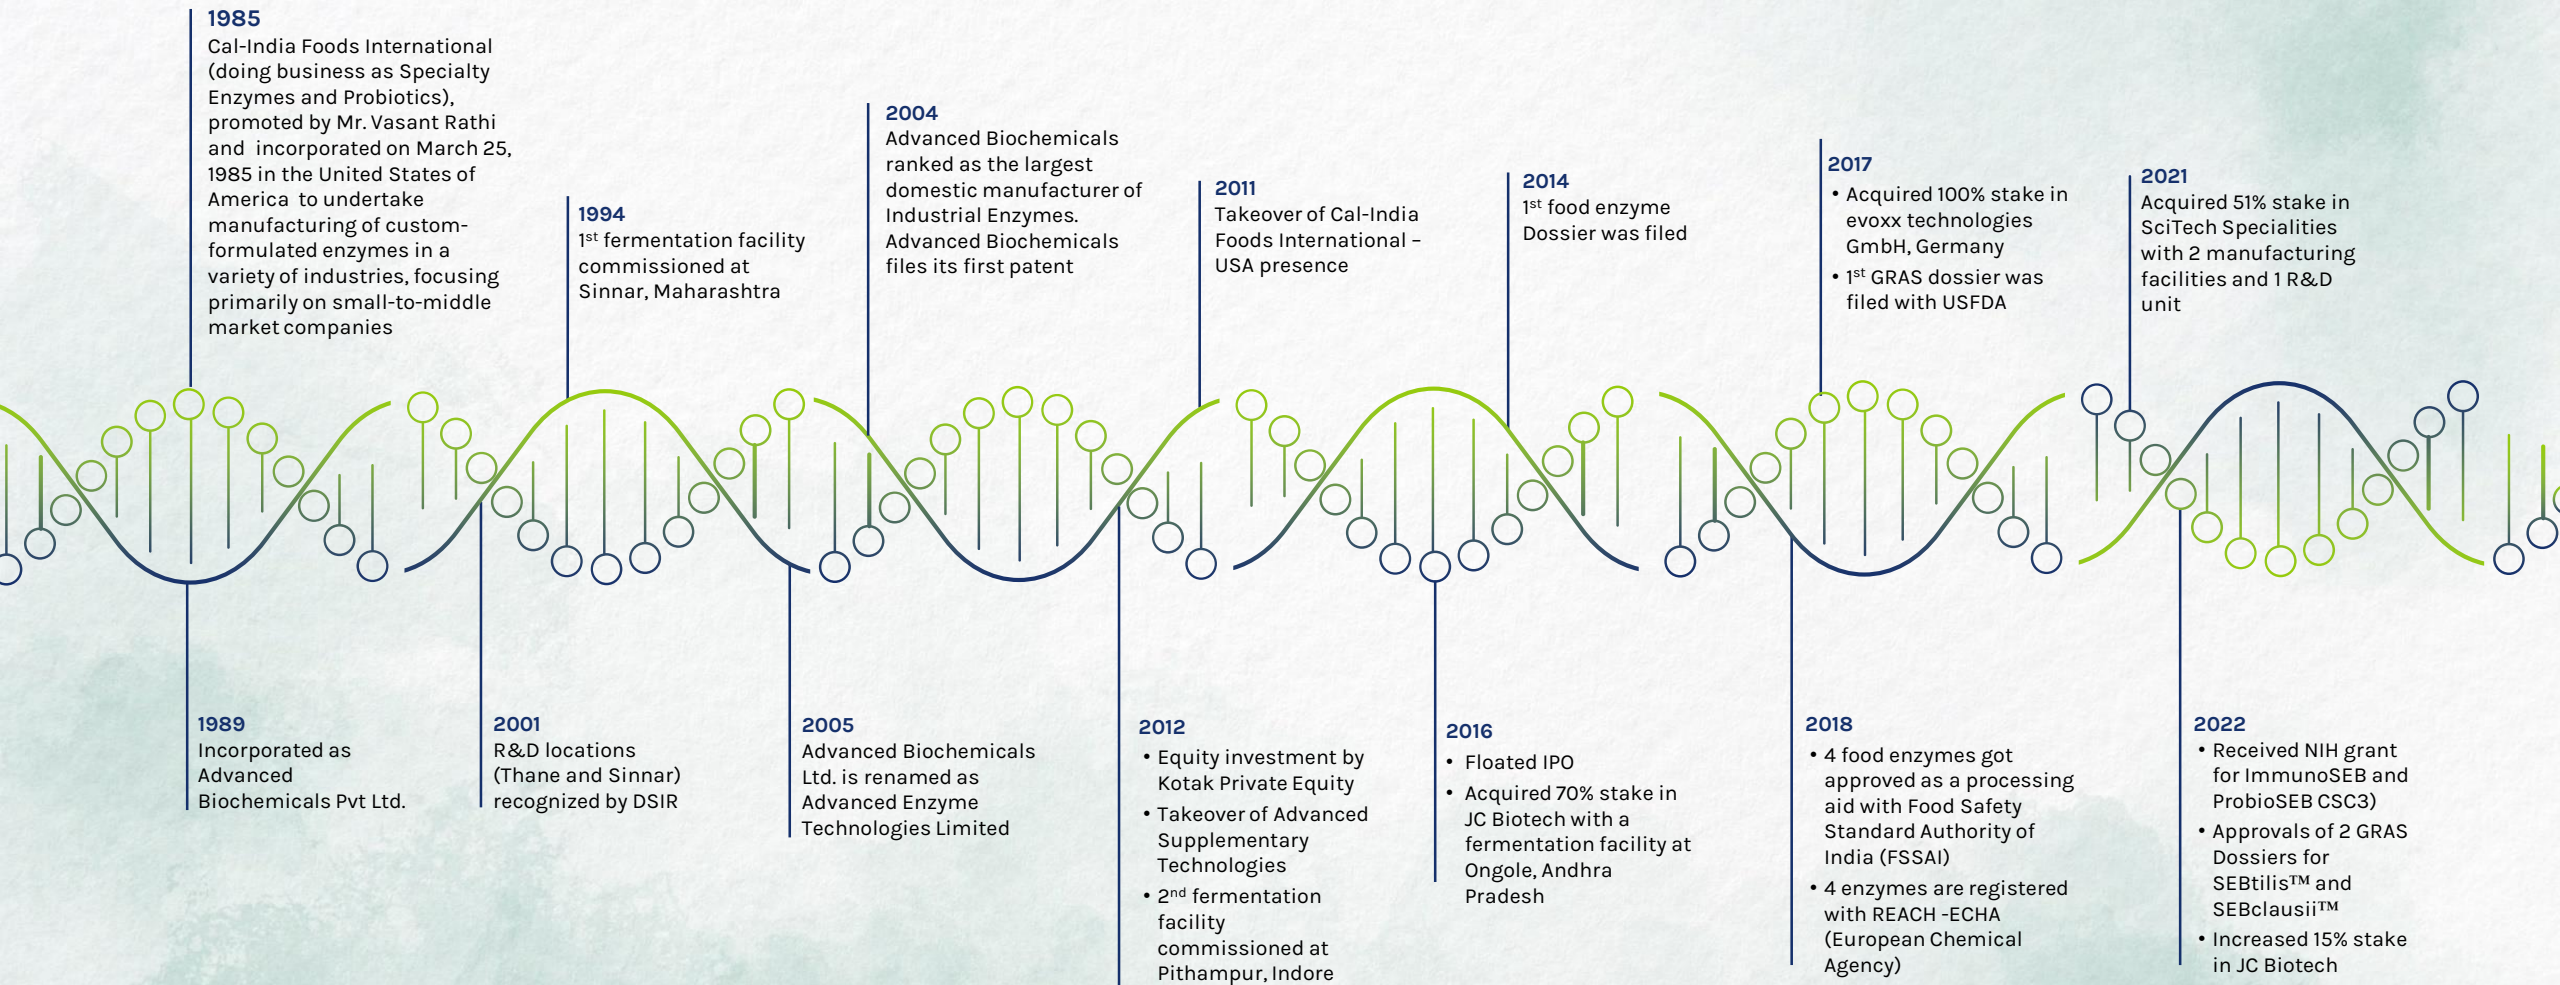 1985
Cal-India Foods International
(doing business as Specialty
Enzymes and Probiotics),
promoted by Mr. Vasant Rathi
and incorporated on March 25,
1985 in the United States of
America to undertake
manufacturing of custom-
formulated enzymes in a
variety of industries, focusing
primarily on small-to-middle
market companies
1989
Incorporated as
Advanced
Biochemicals Pvt Ltd.
1994
1st fermentation facility
commissioned at
Sinnar, Maharashtra
2001
R&D locations
(Thane and Sinnar)
recognized by DSIR
2004
Advanced Biochemicals
ranked as the largest
domestic manufacturer of
Industrial Enzymes.
Advanced Biochemicals
files its first patent
2005
Advanced Biochemicals
Ltd. is renamed as
Advanced Enzyme
Technologies Limited
2011
Takeover of Cal-India
Foods International –
USA presence
2012
• Equity investment by
Kotak Private Equity
• Takeover of Advanced
Supplementary
Technologies
• 2nd fermentation
facility
commissioned at
Pithampur, Indore
2014
1st food enzyme
Dossier was filed
2016
• Floated IPO
• Acquired 70% stake in
JC Biotech with a
fermentation facility at
Ongole, Andhra
Pradesh
2017
• Acquired 100% stake in
evoxx technologies
GmbH, Germany
• 1st GRAS dossier was
filed with USFDA
2018
• 4 food enzymes got
approved as a processing
aid with Food Safety
Standard Authority of
India (FSSAI)
• 4 enzymes are registered
with REACH -ECHA
(European Chemical
Agency)
2021
Acquired 51% stake in
SciTech Specialities
with 2 manufacturing
facilities and 1 R&D
unit
2022
• Received NIH grant
for ImmunoSEB and
ProbioSEB CSC3)
• Approvals of 2 GRAS
Dossiers for
SEBtilis™ and
SEBclausii™
• Increased 15% stake
in JC Biotech